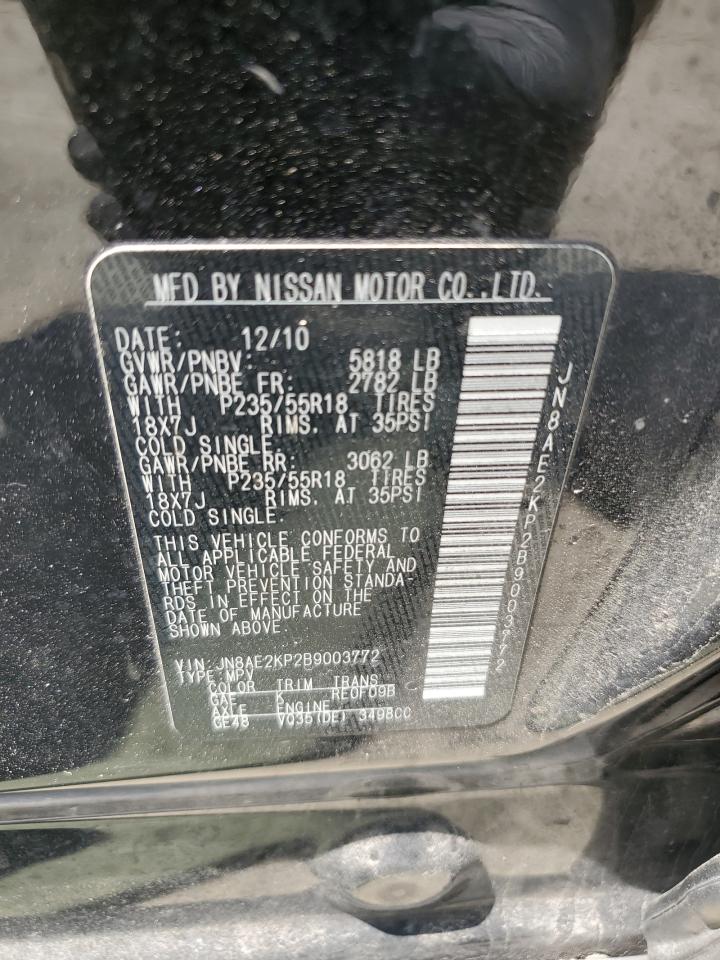 MFD BY NISSAN MOTOR CO.,LTD.
DATE: 12/10
GVWR/PNBV: 5818 LB
GAWR/PNBE FR: 2782 LB
WITH P235/55R18 TIRES
18X7J RIMS. AT 35PSI
COLD SINGLE.
GAWR/PNBE RR: 3062 LB
WITH P235/55R18 TIRES
18X7J RIMS. AT 35PSI
COLD SINGLE.
THIS VEHICLE CONFORMS TO
ALL APPLICABLE FEDERAL
MOTOR VEHICLE SAFETY AND
THEFT PREVENTION STANDA-
RDS IN EFFECT ON THE
DATE OF MANUFACTURE
SHOWN ABOVE.
VIN:JN8AE2KP2B9003772
TYPE:MPV
COLOR TRIM TRANS
GAE K RE0F09B
AXLE ENGINE
GE48 VQ35(DE) 3498CC
JN8AE2KP2B9003772